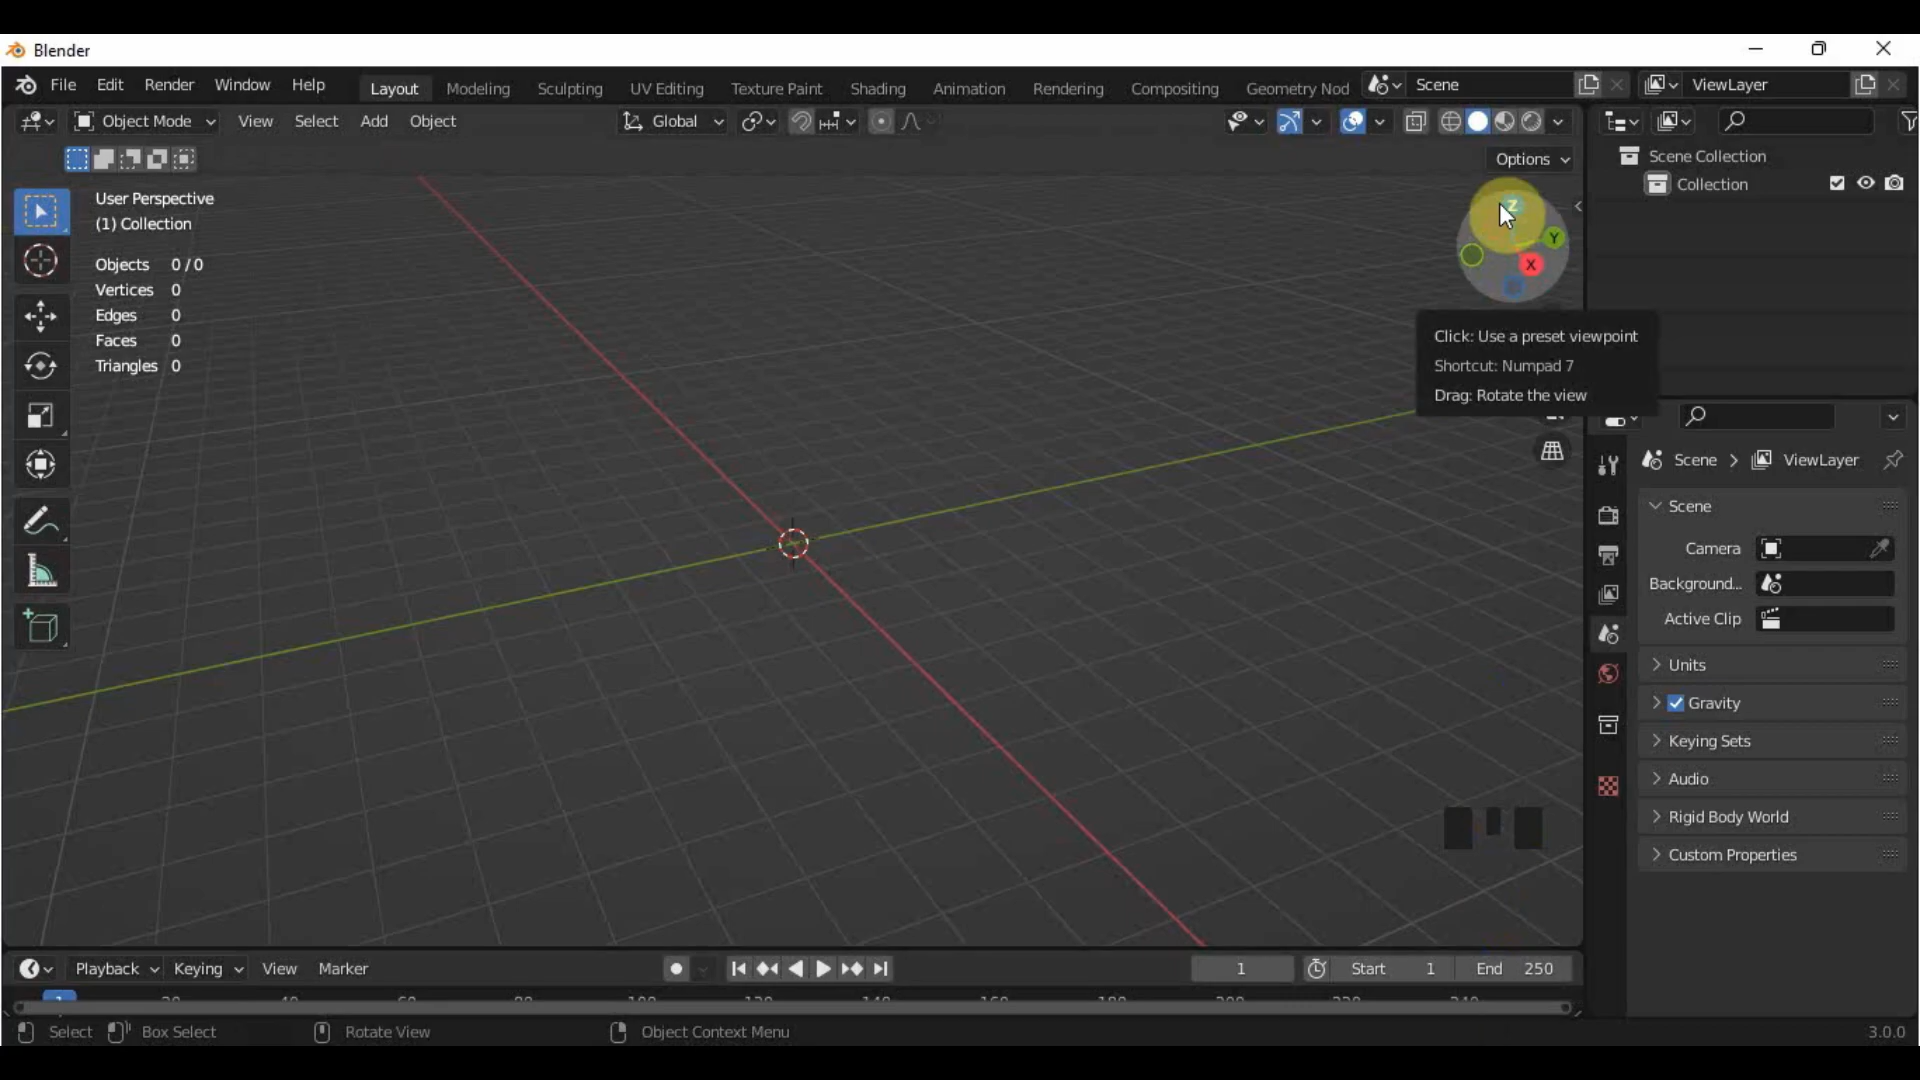 Blender
File Edit Render Window Help Layout Modeling Sculpting UV Editing Texture Paint Shading Animation Rendering Compositing Geometry Nod Scene ViewLayer
Object Mode View Select Add Object Global
Options
User Perspective
(1) Collection
Objects 0/0
Vertices 0
Edges 0
Faces 0
Triangles 0
Z
Y
X
Click: Use a preset viewpoint
Shortcut: Numpad 7
Drag: Rotate the view
Scene Collection
Collection
Scene > ViewLayer
Scene
Camera
Background...
Active Clip
Units
Gravity
Keying Sets
Audio
Rigid Body World
Custom Properties
Playback Keying View Marker 1 Start 1 End 250
Select Box Select Rotate View Object Context Menu 3.0.0